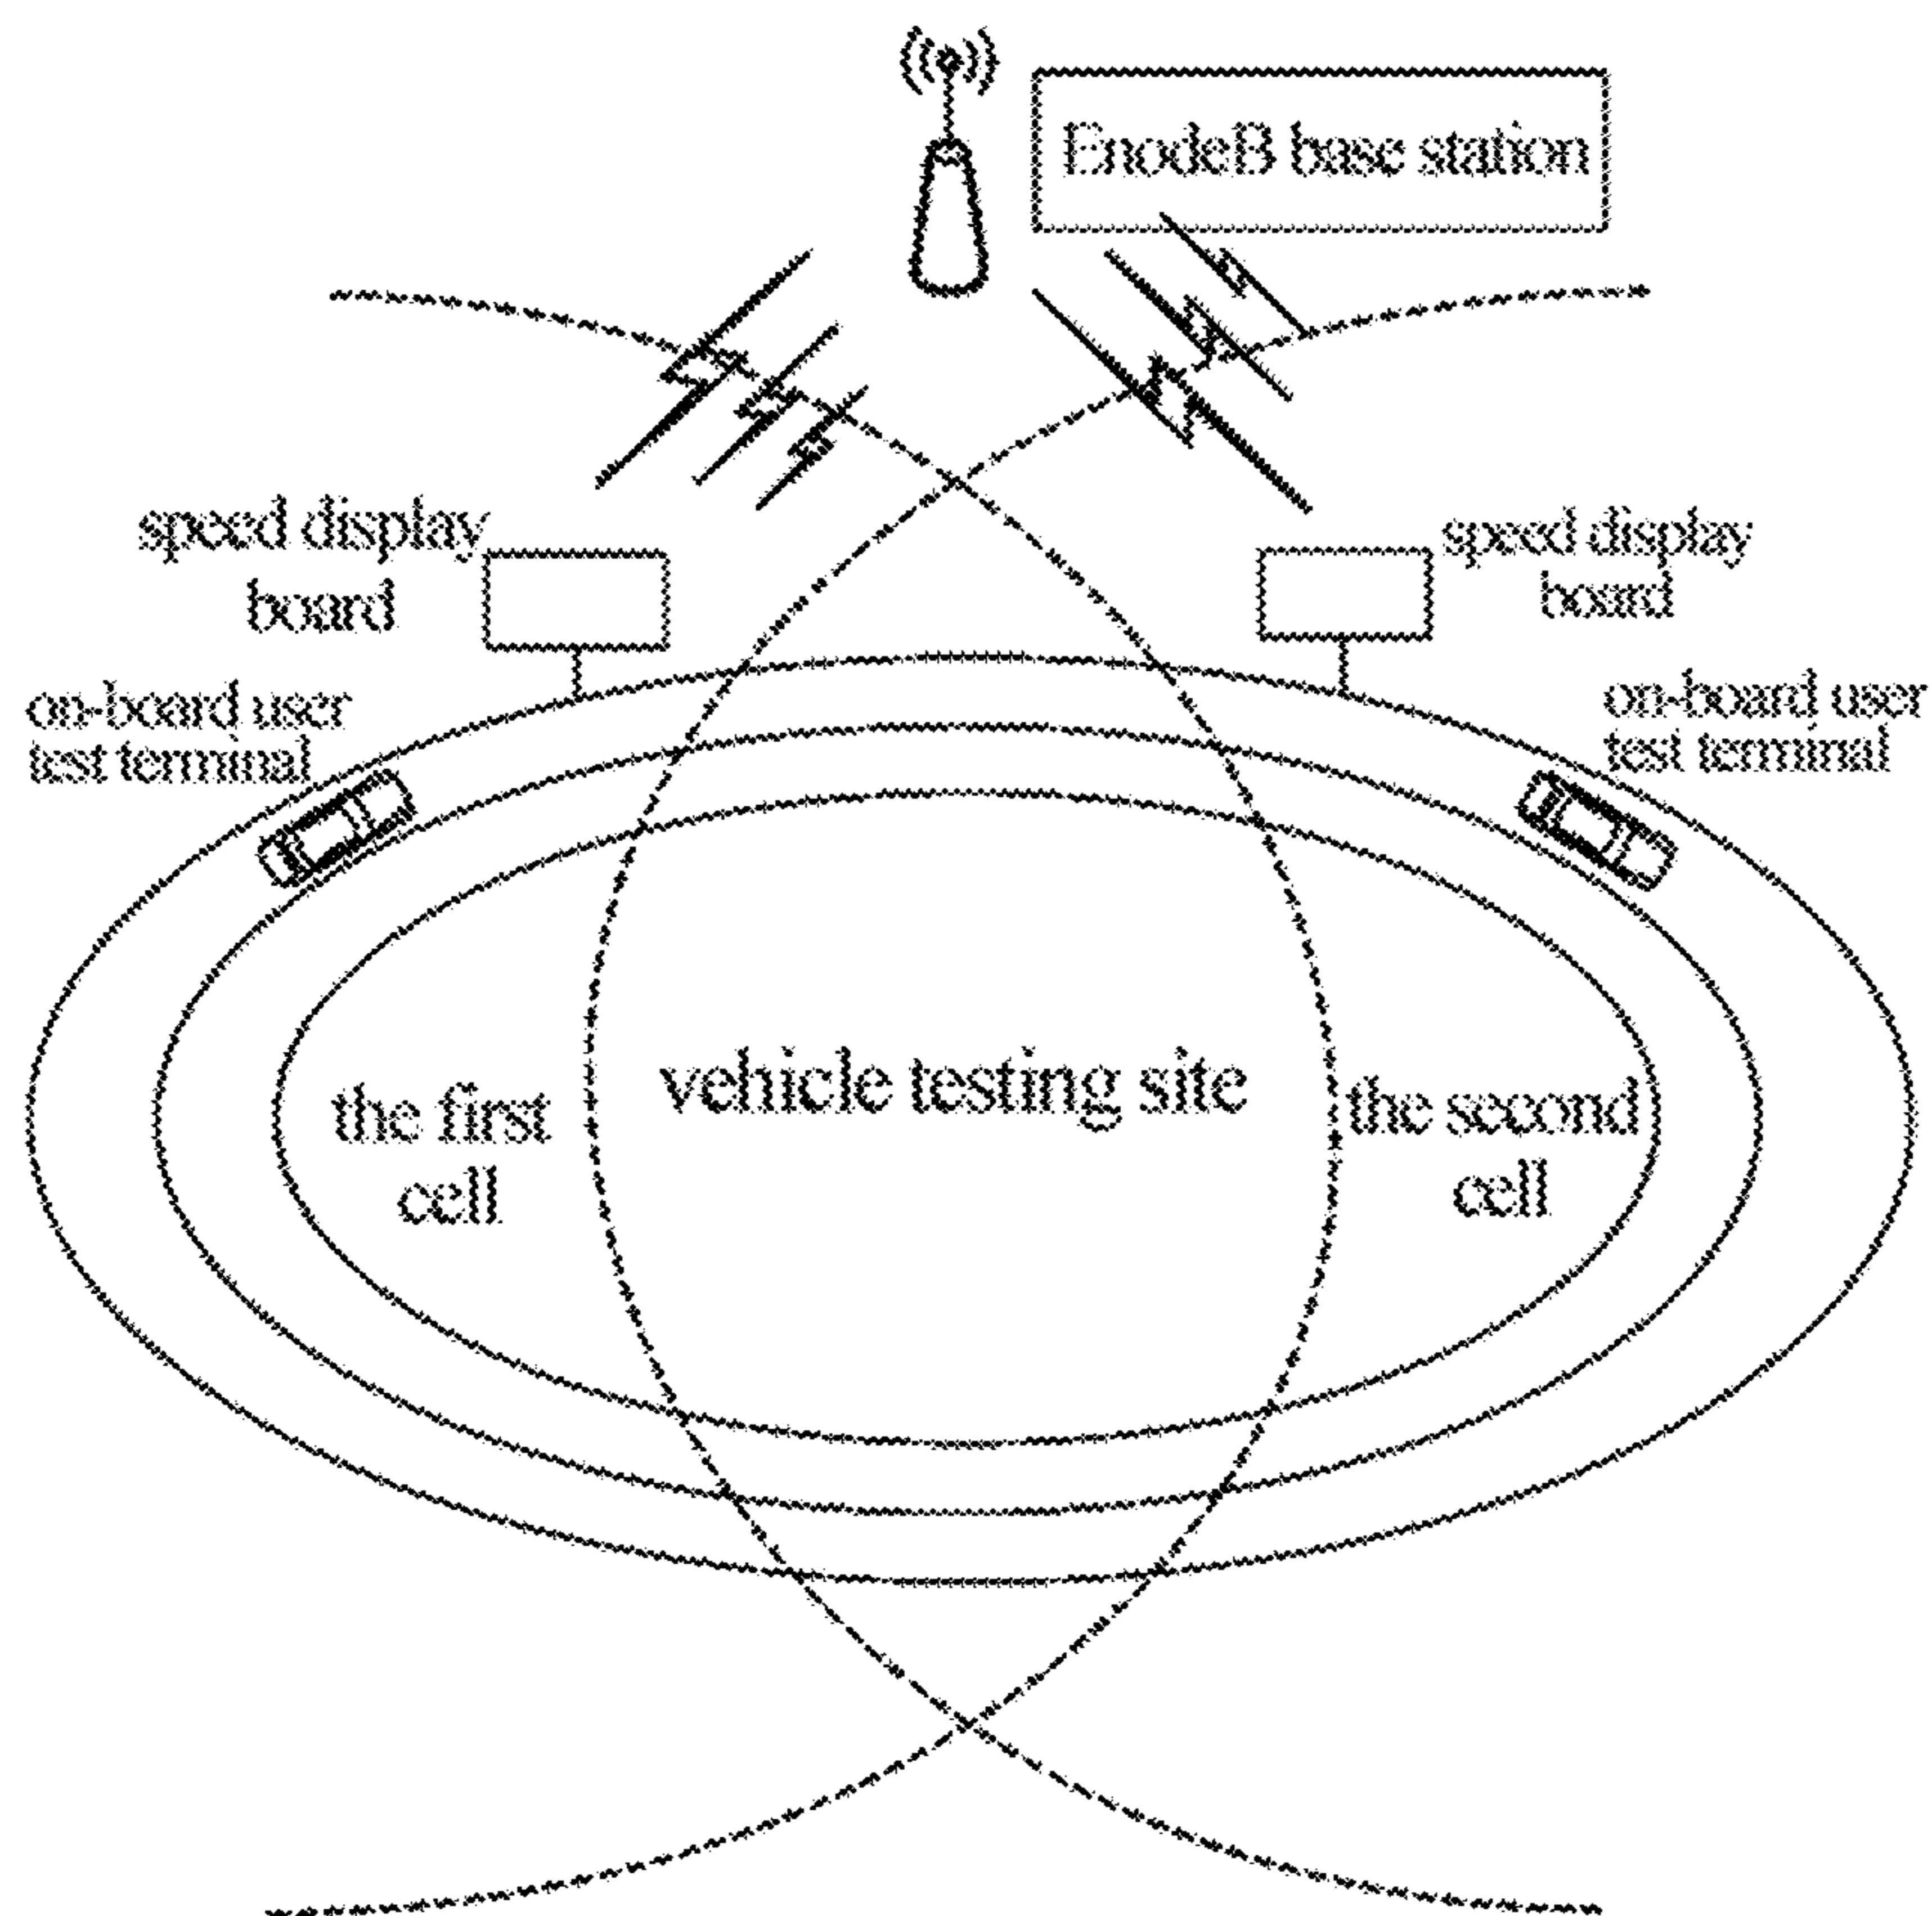 EnodeB base station
speed display
board
speed display
board
on-board user
test terminal
on-board user
test terminal
vehicle testing site
the first
cell
the second
cell